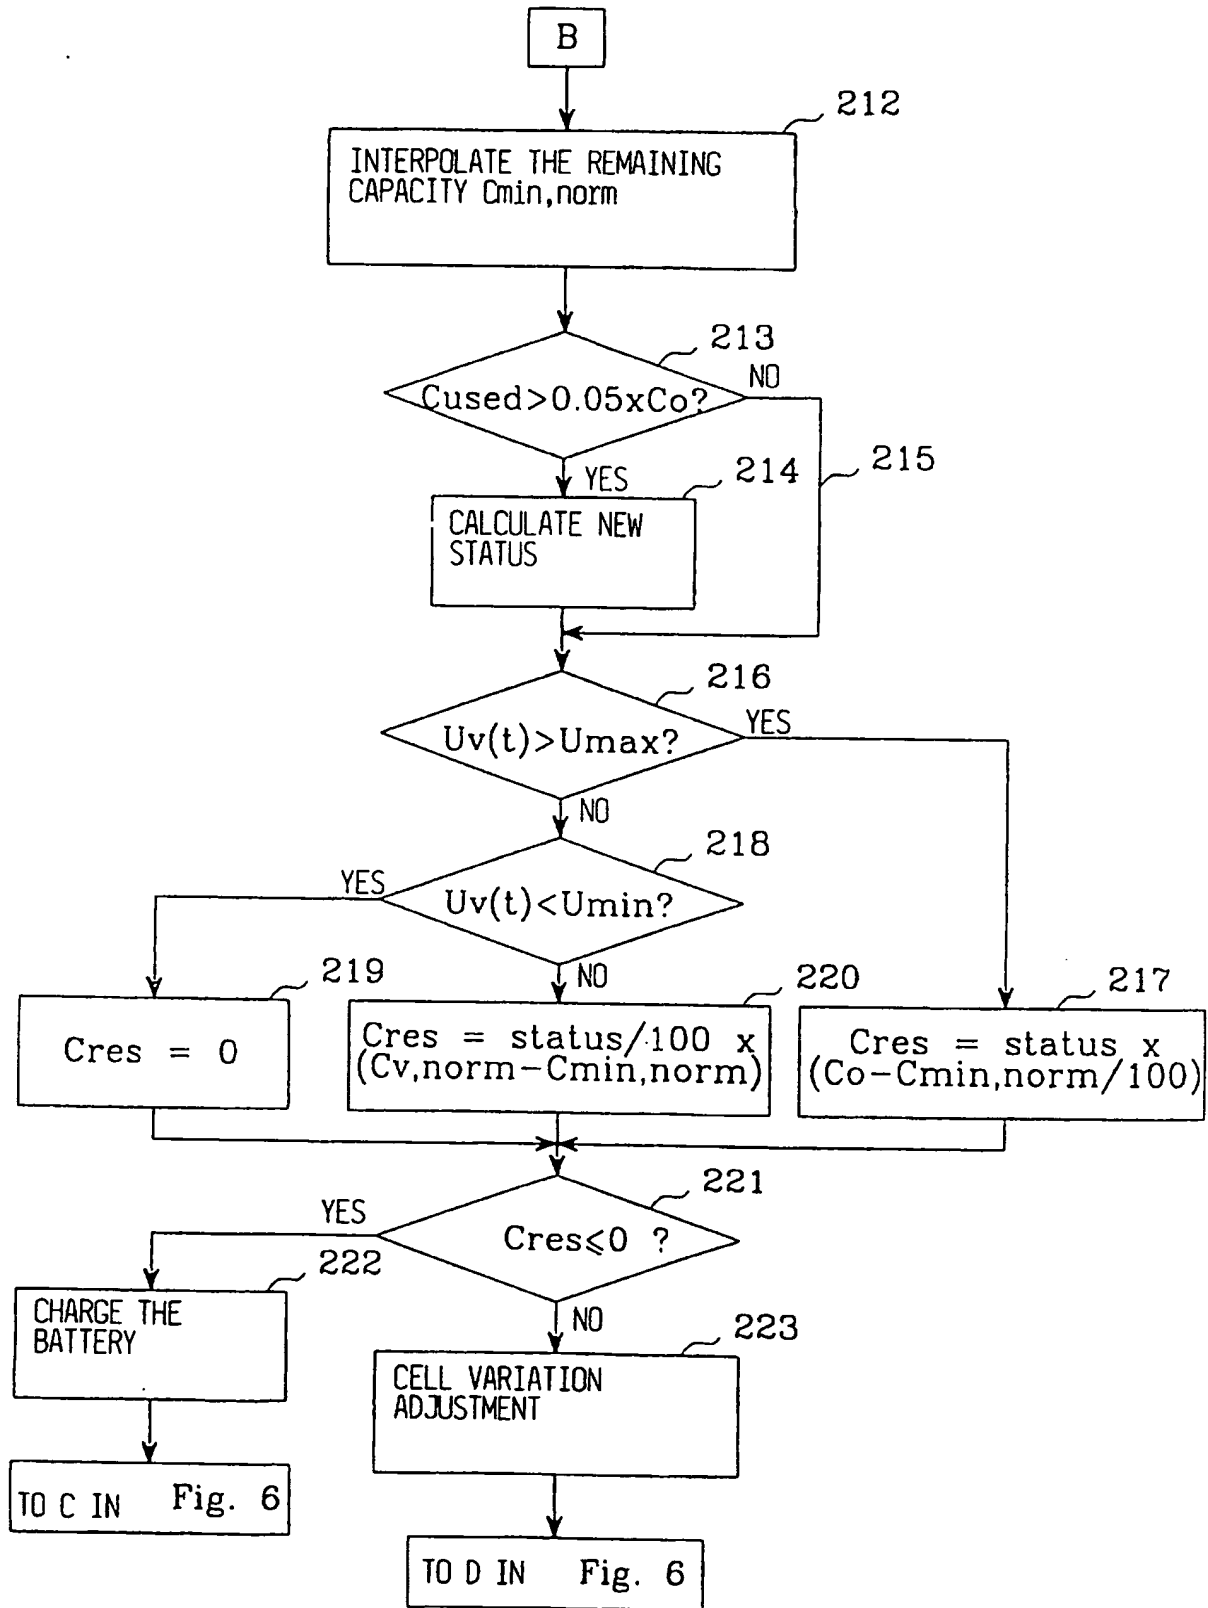 B
212
INTERPOLATE THE REMAINING
CAPACITY Cmin,norm
213
Cused>0.05xCo?
NO
215
YES
214
CALCULATE NEW
STATUS
216
Uv(t)>Umax?
YES
NO
218
YES
Uv(t)<Umin?
NO
219
220
217
Cres = 0
Cres = status/100 x
(Cv,norm-Cmin,norm)
Cres = status x
(Co-Cmin,norm/100)
221
YES
Cres⩽0 ?
222
NO
CHARGE THE
BATTERY
223
CELL VARIATION
ADJUSTMENT
TO C IN Fig. 6
TO D IN Fig. 6